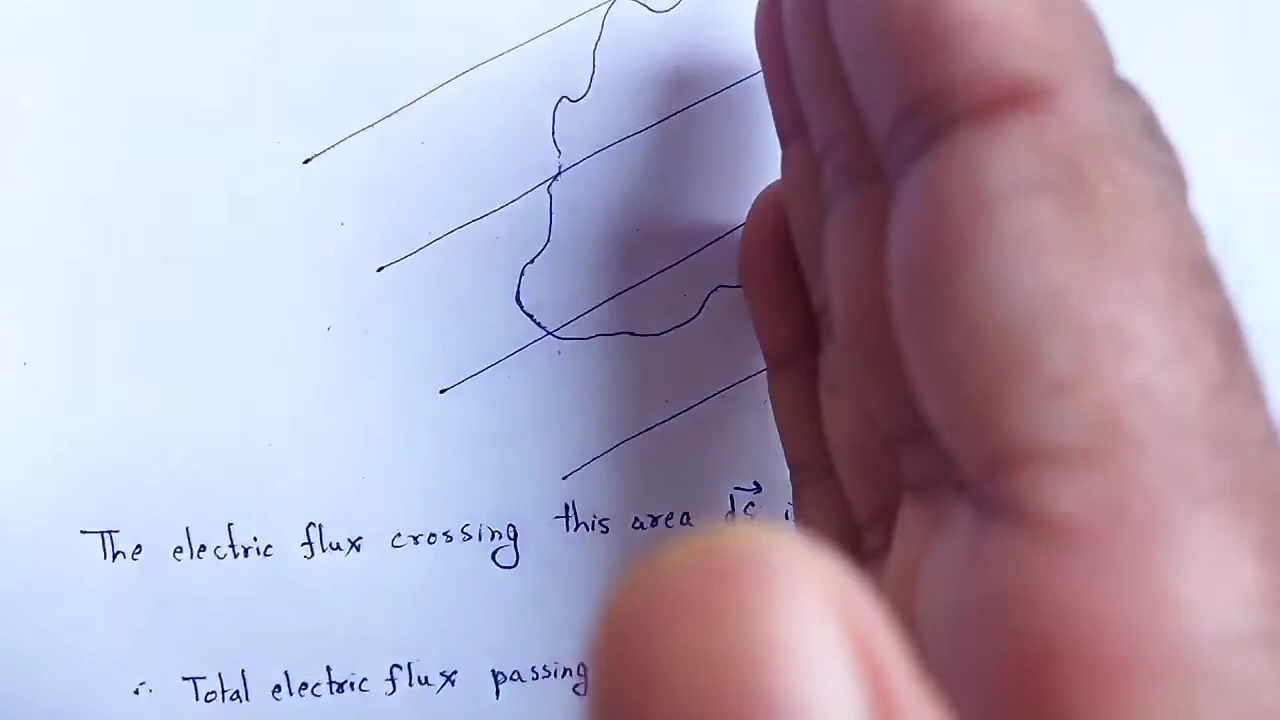 The electric flux crossing this area ds
∴ Total electric flux passing